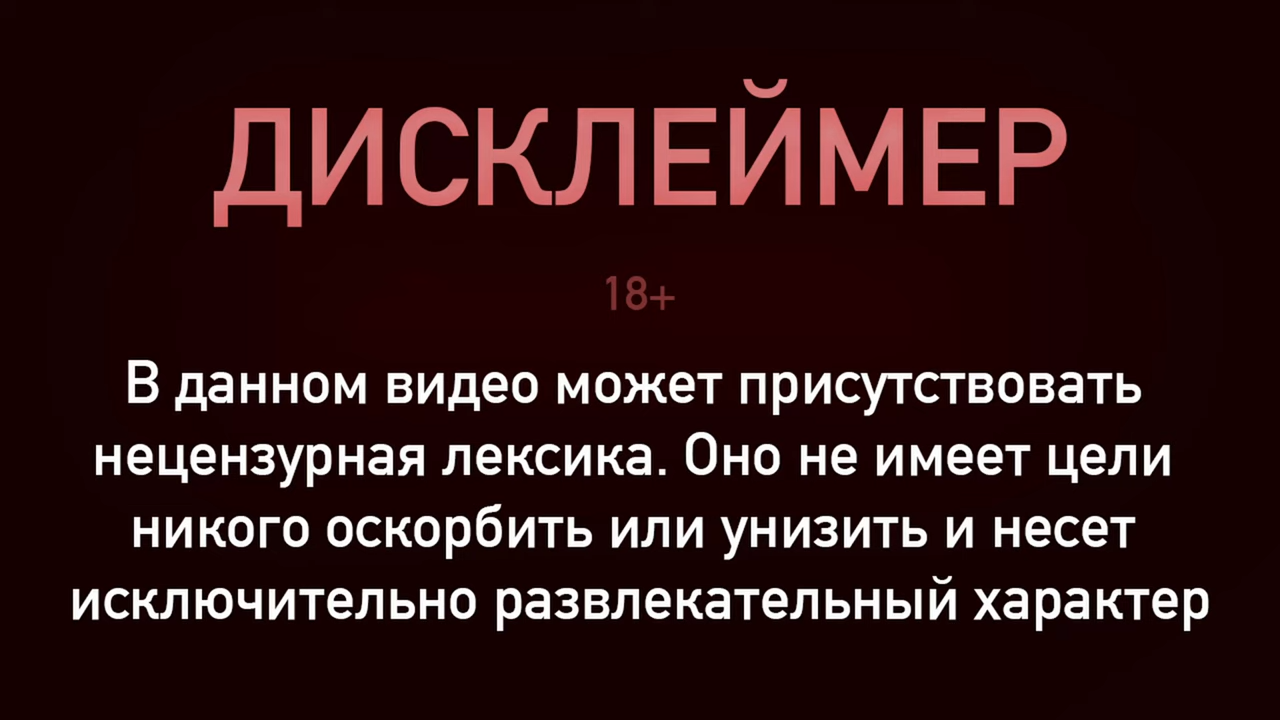 ДИСКЛЕЙМЕР
18+
В данном видео может присутствовать
нецензурная лексика. Оно не имеет цели
никого оскорбить или унизить и несет
исключительно развлекательный характер